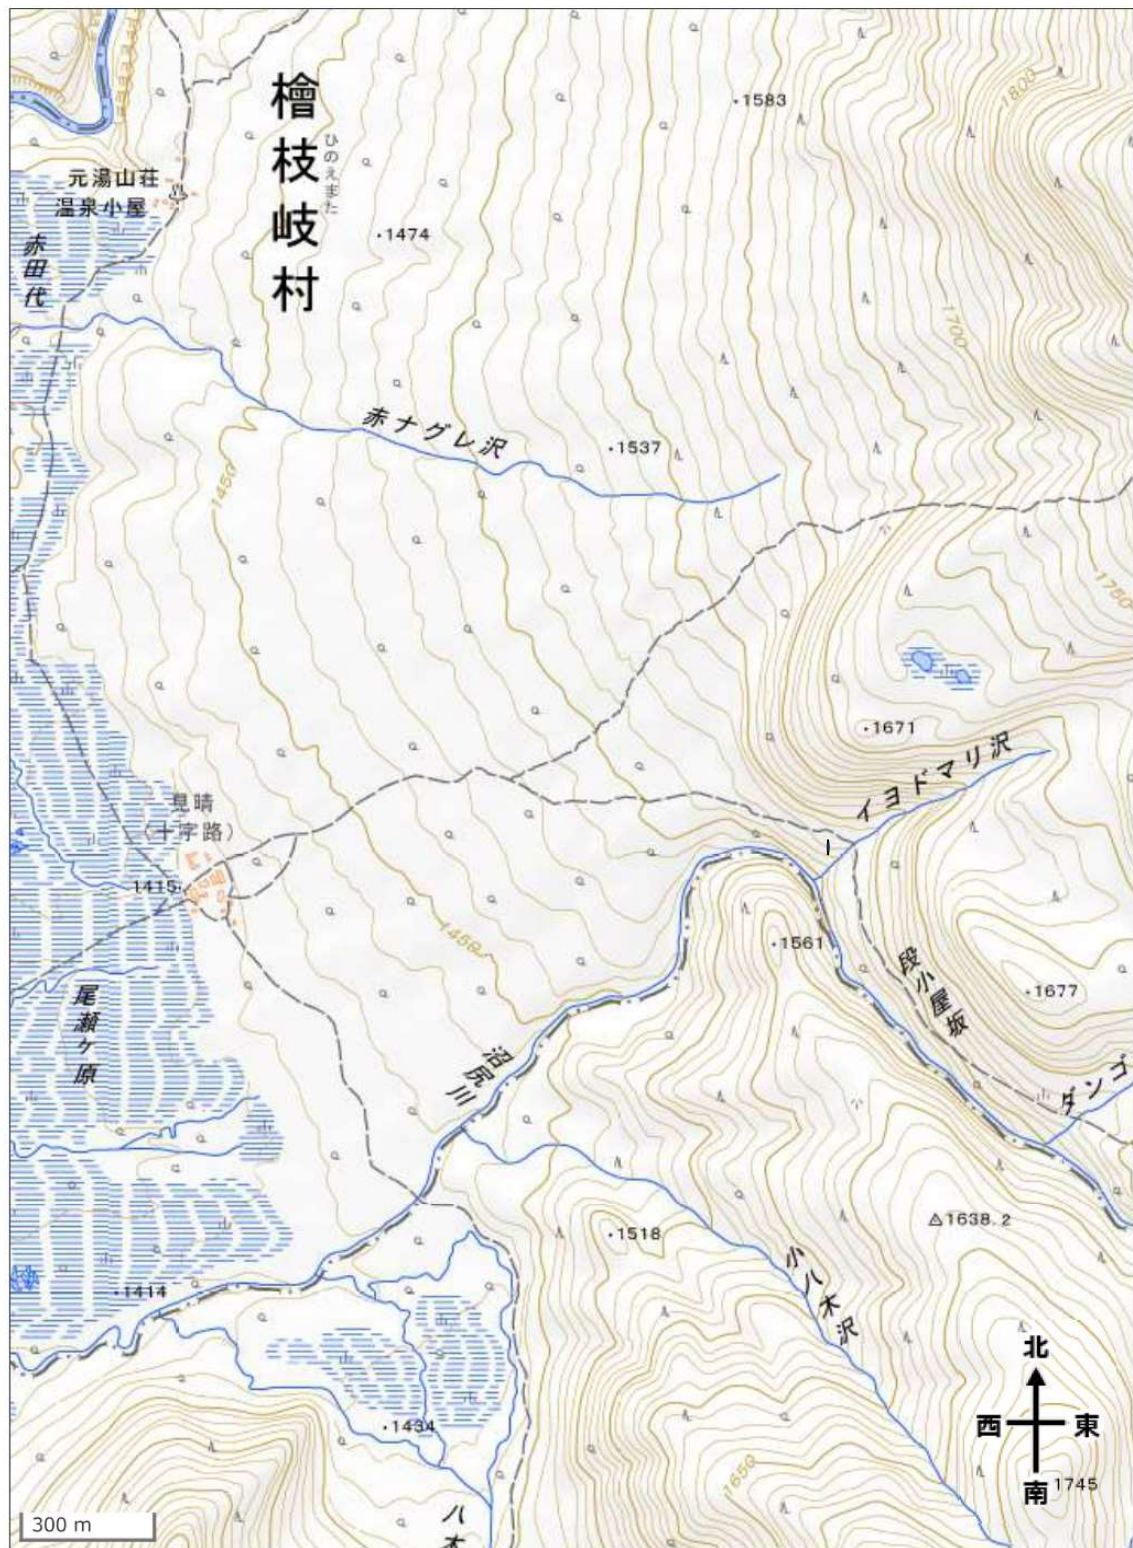 檜枝岐村
ひのえまた
800
1583
元湯山荘
温泉小屋
赤田代
1474
1700
赤ナグレ沢
1537
1450
1750
1671
イヨドマリ沢
見晴
(十字路)
1415
1450
1561
段小屋坂
1677
尾瀬ヶ原
沼尻川
ダンゴ
1518
1638.2
小八木沢
1414
1434
1650
北
西
東
南
1745
300 m
八木